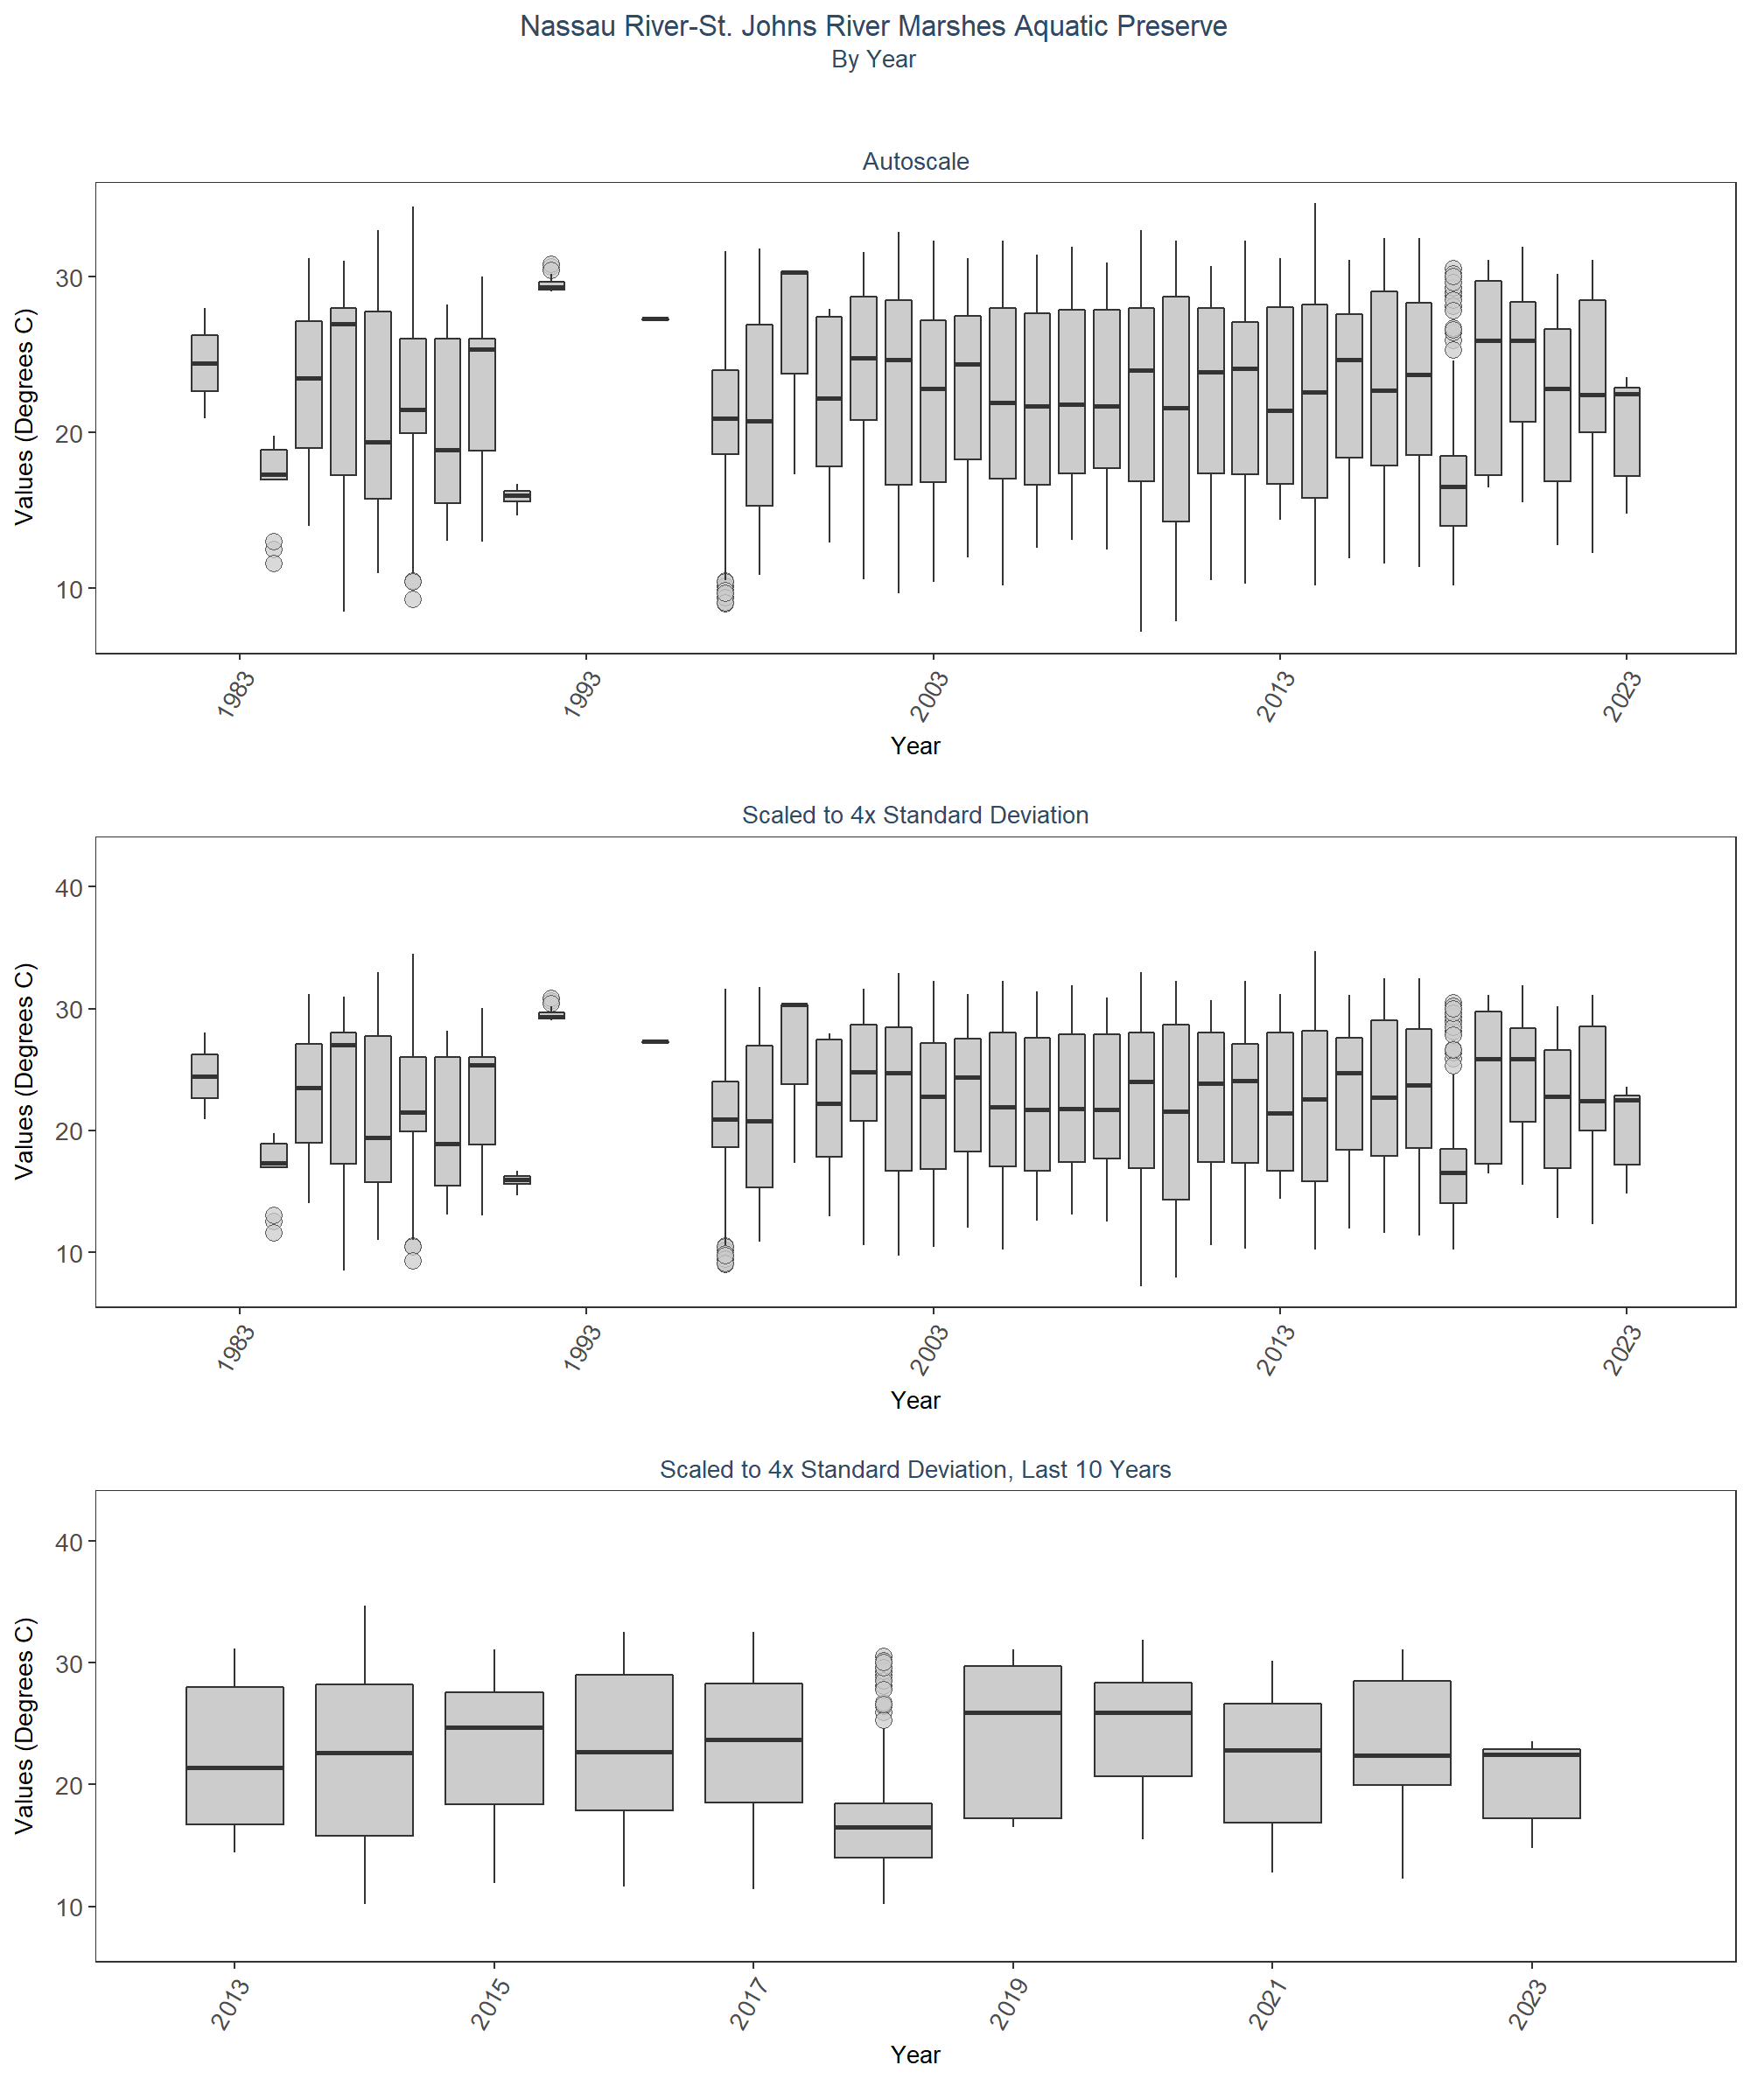 Nassau River-St. Johns River Marshes Aquatic Preserve
By Year
Autoscale
Values (Degrees C)
30
20
10
1983
1993
2003
2013
2023
Year
Scaled to 4x Standard Deviation
Values (Degrees C)
40
30
20
10
1983
1993
2003
2013
2023
Year
Scaled to 4x Standard Deviation, Last 10 Years
Values (Degrees C)
40
30
20
10
2013
2015
2017
2019
2021
2023
Year